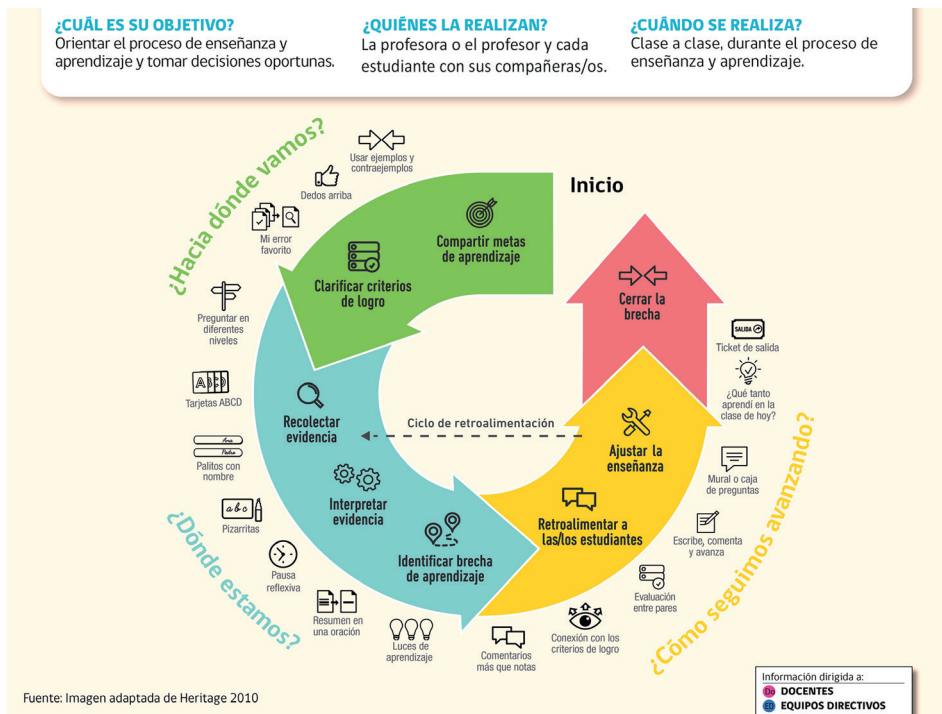 ¿CUÁL ES SU OBJETIVO?
Orientar el proceso de enseñanza y
aprendizaje y tomar decisiones oportunas.
¿QUIÉNES LA REALIZAN?
La profesora o el profesor y cada
estudiante con sus compañeras/os.
¿CUÁNDO SE REALIZA?
Clase a clase, durante el proceso de
enseñanza y aprendizaje.
¿Hacia dónde vamos?
Usar ejemplos y
contraejemplos
Dedos arriba
Mi error
favorito
Inicio
Compartir metas
de aprendizaje
Clarificar criterios
de logro
¿Dónde estamos?
Preguntar en
diferentes
niveles
ABCD
Tarjetas ABCD
Ana
Pedro
Palitos con
nombre
abc
Pizarritas
Pausa
reflexiva
Resumen en
una oración
Luces de
aprendizaje
Recolectar
evidencia
Interpretar
evidencia
Identificar brecha
de aprendizaje
Ciclo de retroalimentación
¿Cómo seguimos avanzando?
Cerrar la
brecha
Ajustar la
enseñanza
Retroalimentar a
las/los estudiantes
SALIDA
Ticket de salida
¿Qué tanto
aprendí en la
clase de hoy?
Mural o caja
de preguntas
Escribe, comenta
y avanza
Evaluación
entre pares
Conexión con los
criterios de logro
Comentarios
más que notas
Fuente: Imagen adaptada de Heritage 2010
Información dirigida a:
Do DOCENTES
ED EQUIPOS DIRECTIVOS